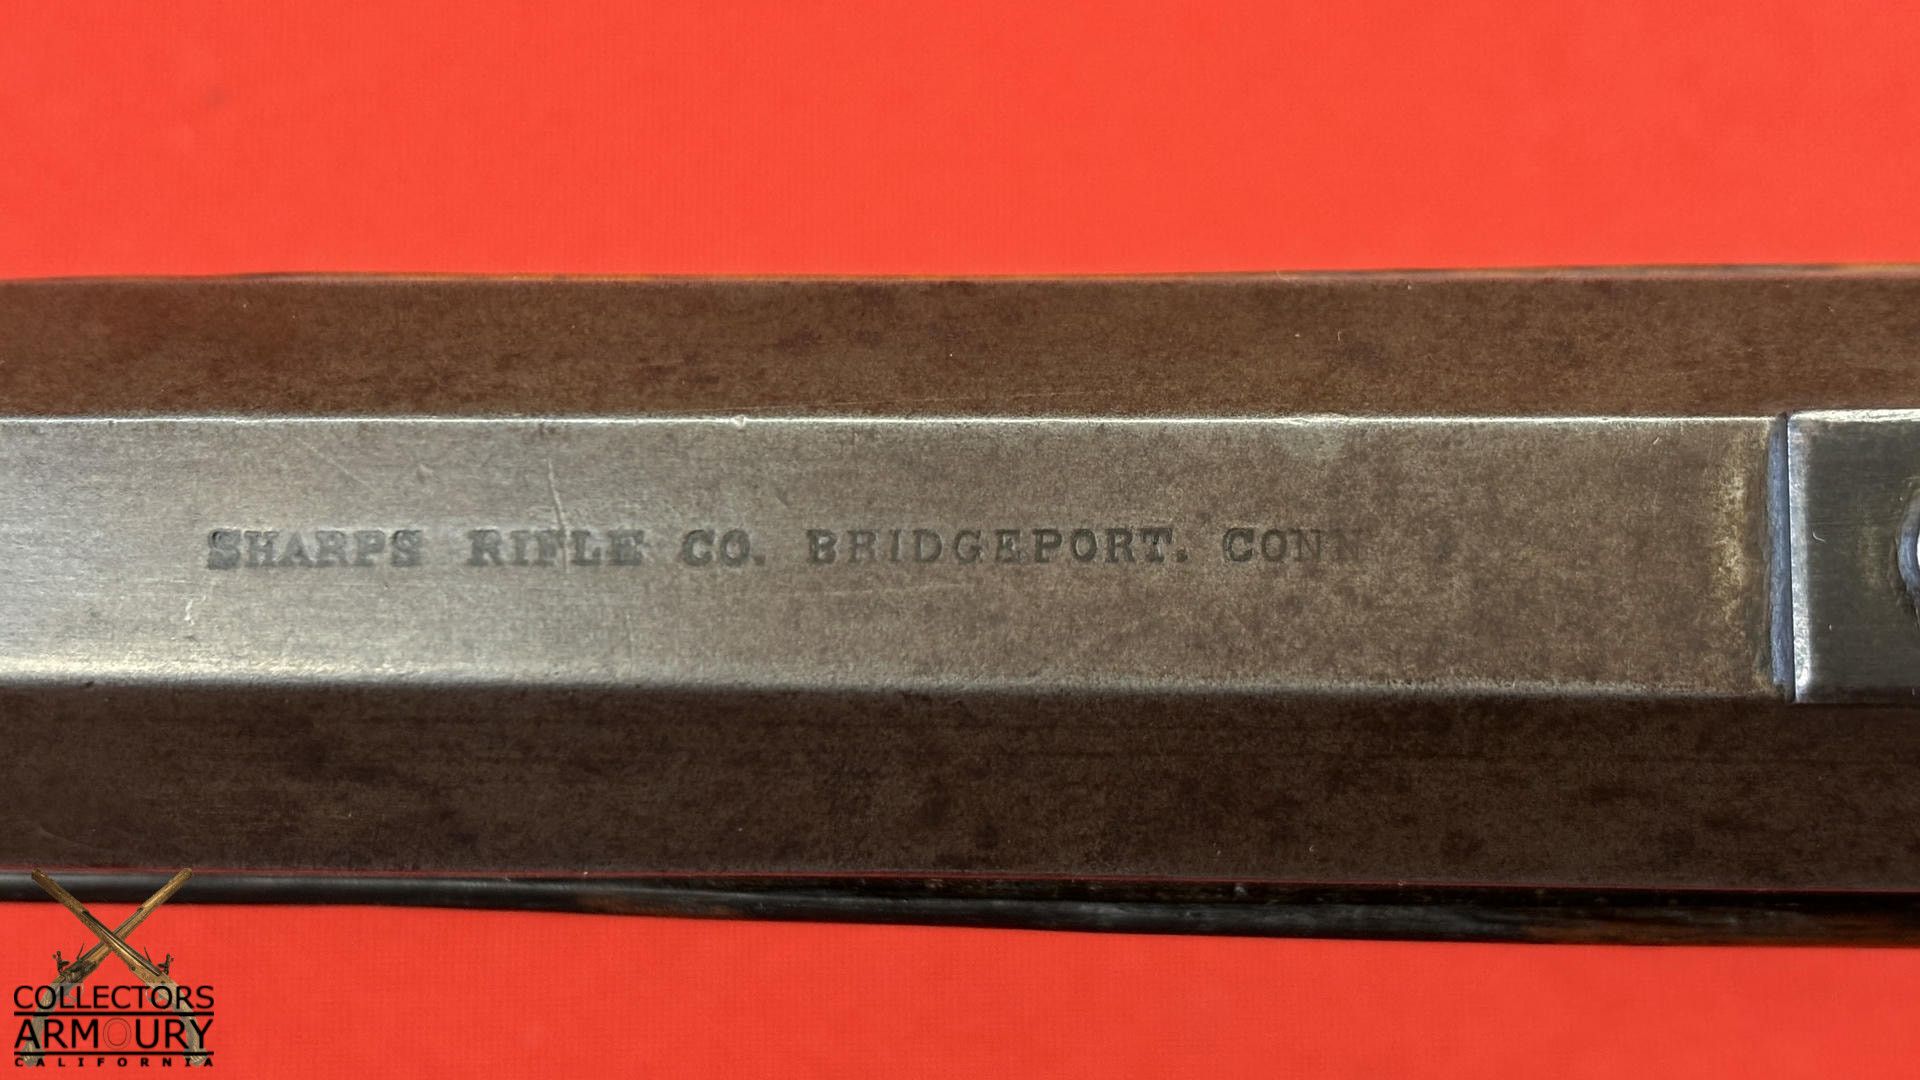 SHARPS RIFLE CO. BRIDGEPORT. CONN
COLLECTORS
ARMOURY
CALIFORNIA